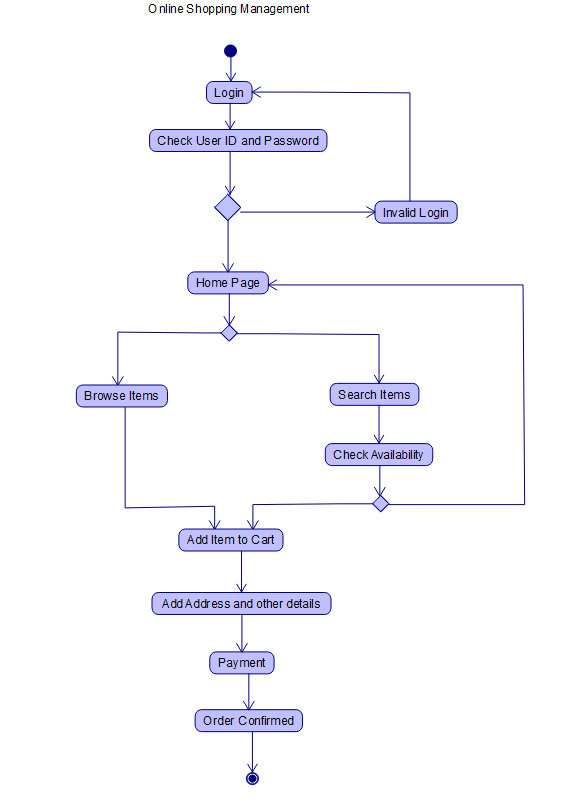 Online Shopping Management
Login
Check User ID and Password
Invalid Login
Home Page
Browse Items
Search Items
Check Availability
Add Item to Cart
Add Address and other details
Payment
Order Confirmed